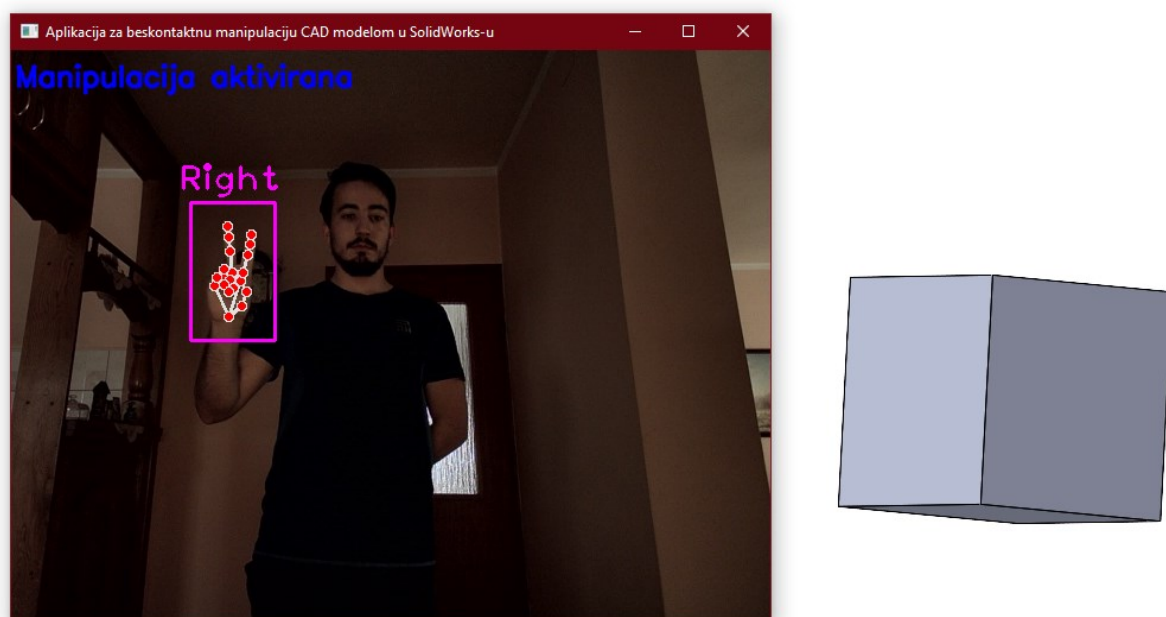 Aplikacija za beskontaktnu manipulaciju CAD modelom u SolidWorks-u
Manipulacija aktivirana
Right